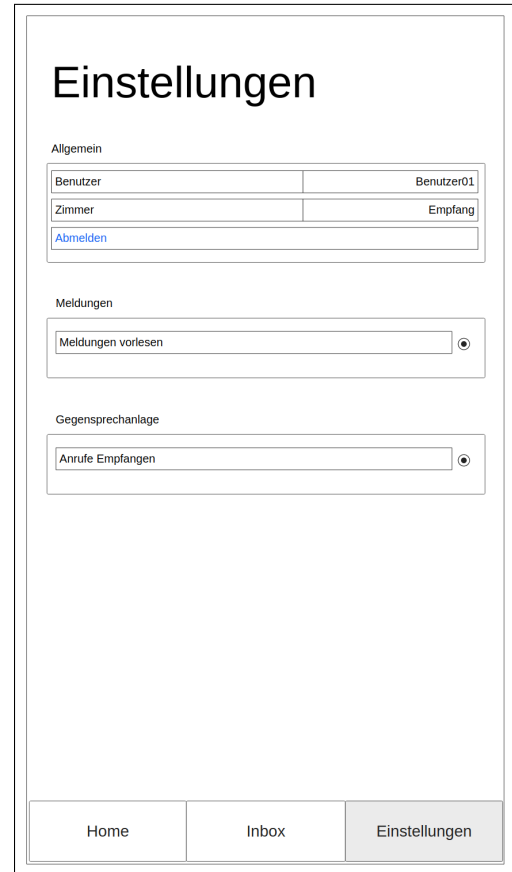 Einstellungen
Allgemein
Benutzer Benutzer01
Zimmer Empfang
Abmelden
Meldungen
Meldungen vorlesen
Gegensprechanlage
Anrufe Empfangen
Home Inbox Einstellungen